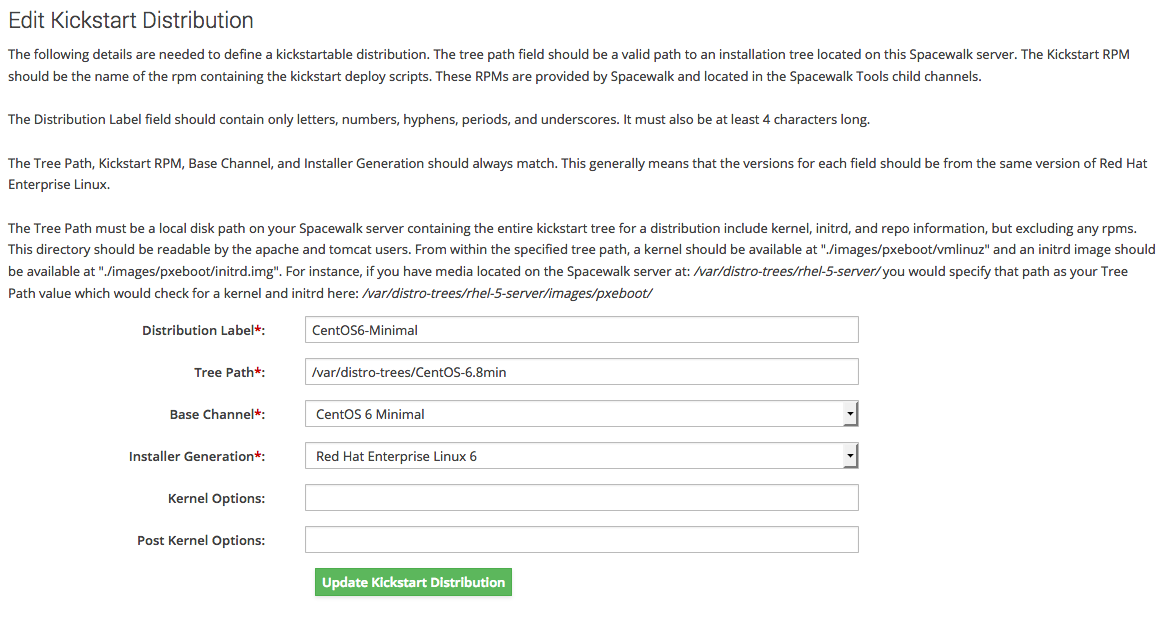 Edit Kickstart Distribution
The following details are needed to define a kickstartable distribution. The tree path field should be a valid path to an installation tree located on this Spacewalk server. The Kickstart RPM
should be the name of the rpm containing the kickstart deploy scripts. These RPMs are provided by Spacewalk and located in the Spacewalk Tools child channels.
The Distribution Label field should contain only letters, numbers, hyphens, periods, and underscores. It must also be at least 4 characters long.
The Tree Path, Kickstart RPM, Base Channel, and Installer Generation should always match. This generally means that the versions for each field should be from the same version of Red Hat
Enterprise Linux.
The Tree Path must be a local disk path on your Spacewalk server containing the entire kickstart tree for a distribution include kernel, initrd, and repo information, but excluding any rpms.
This directory should be readable by the apache and tomcat users. From within the specified tree path, a kernel should be available at "./images/pxeboot/vmlinuz" and an initrd image should
be available at "./images/pxeboot/initrd.img". For instance, if you have media located on the Spacewalk server at: /var/distro-trees/rhel-5-server/ you would specify that path as your Tree
Path value which would check for a kernel and initrd here: /var/distro-trees/rhel-5-server/images/pxeboot/
Distribution Label*: CentOS6-Minimal
Tree Path*: /var/distro-trees/CentOS-6.8min
Base Channel*: CentOS 6 Minimal
Installer Generation*: Red Hat Enterprise Linux 6
Kernel Options:
Post Kernel Options:
Update Kickstart Distribution